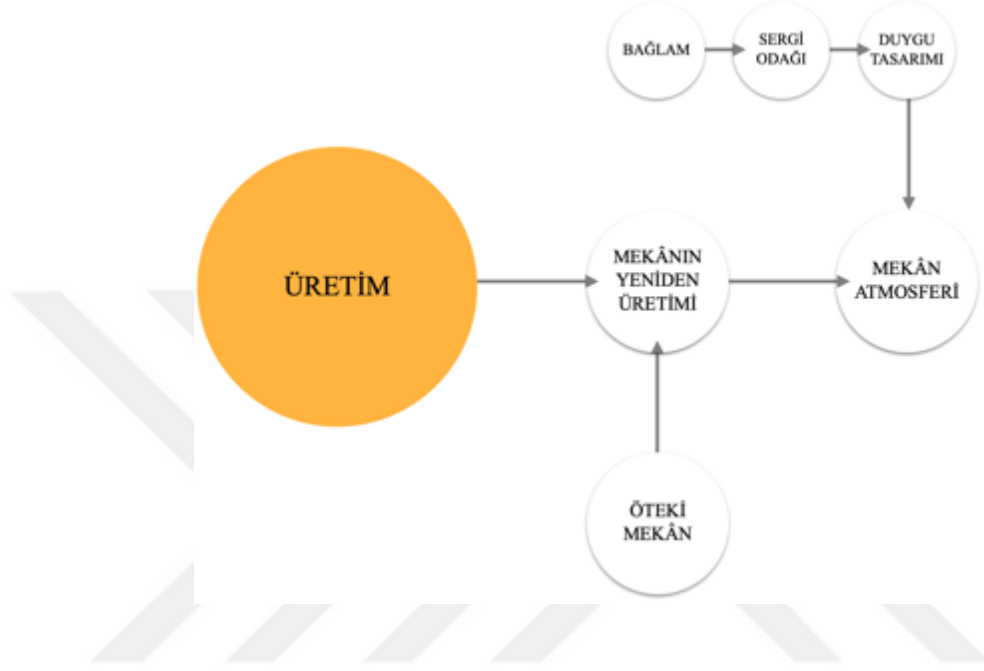 BAĞLAM
SERGİ
ODAĞI
DUYGU
TASARIMI
ÜRETİM
MEKÂNIN
YENİDEN
ÜRETİMİ
MEKÂN
ATMOSFERİ
ÖTEKİ
MEKÂN